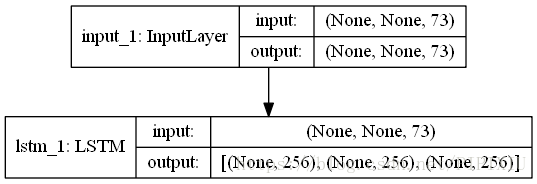 input_1: InputLayer
input: (None, None, 73)
output: (None, None, 73)
lstm_1: LSTM
input: (None, None, 73)
output: [(None, 256), (None, 256), (None, 256)]